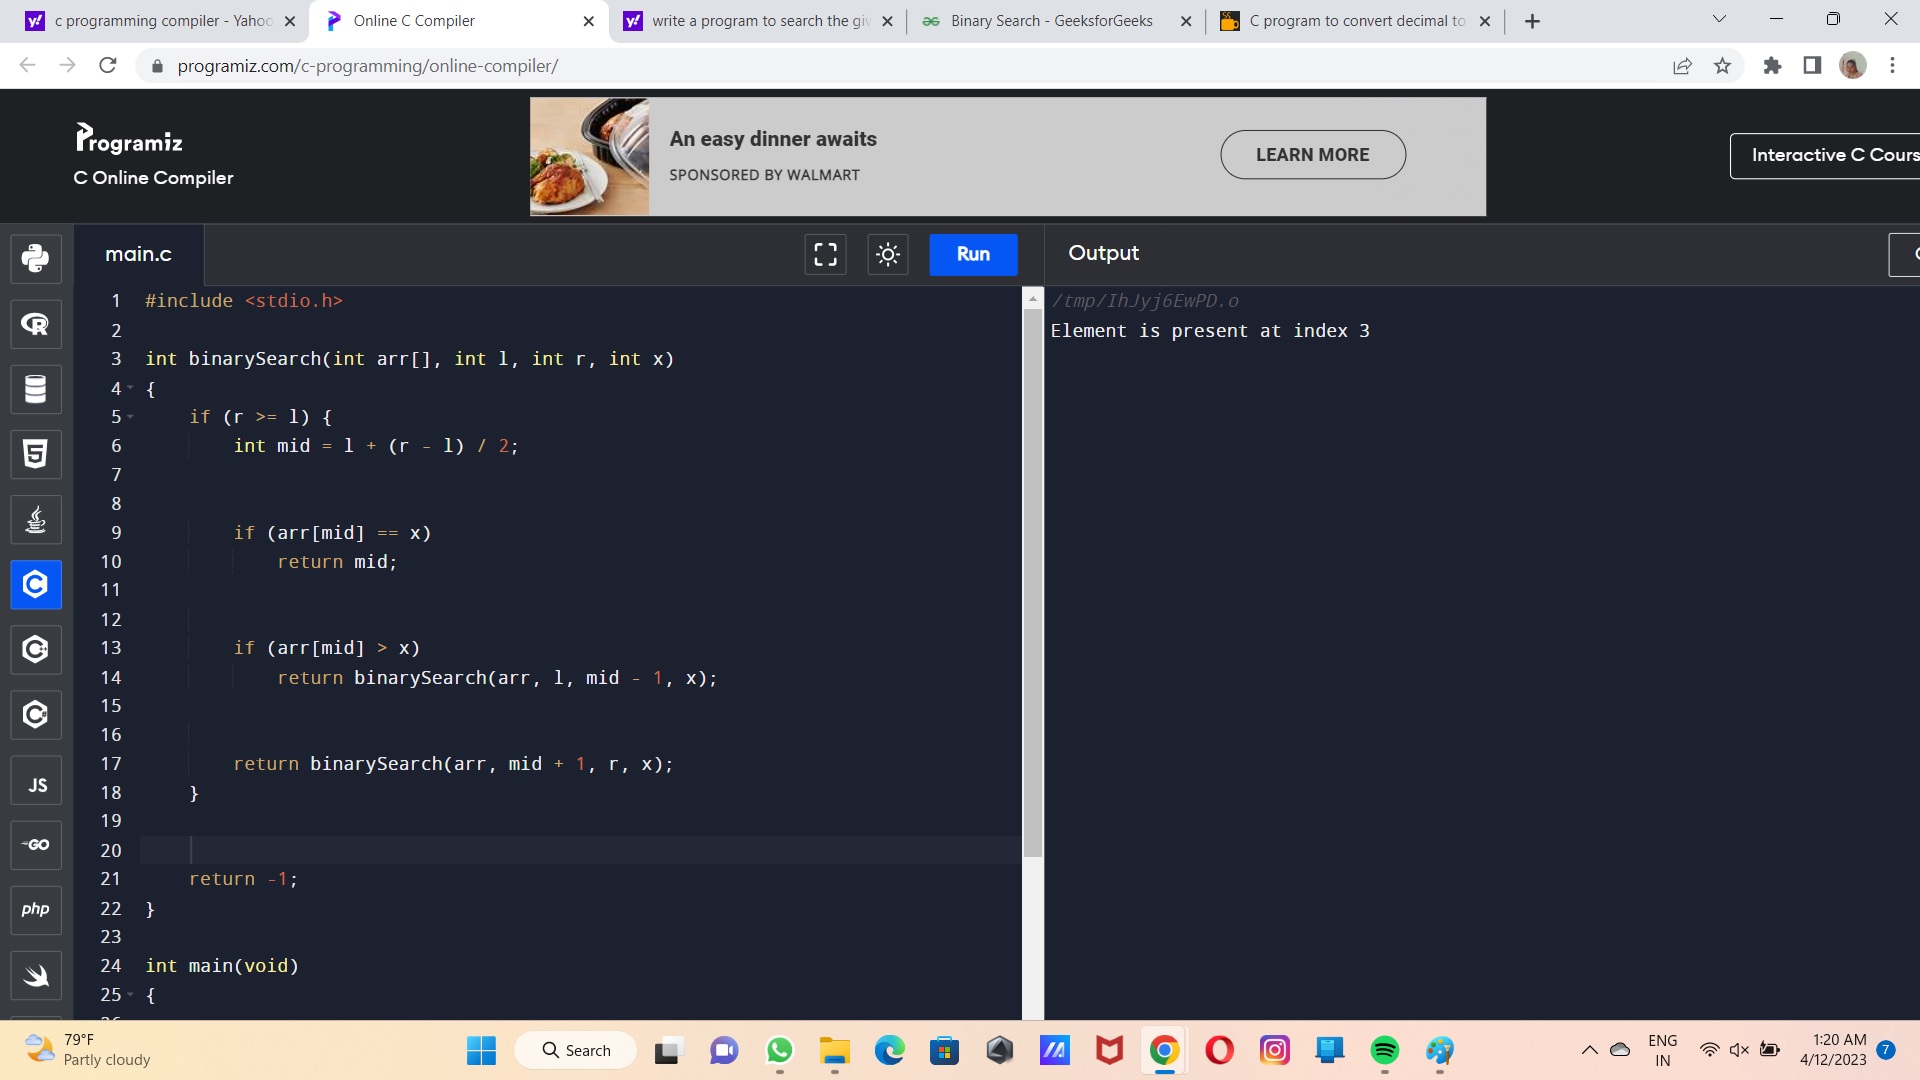 c programming compiler - Yahoo
Online C Compiler
write a program to search the giv
Binary Search - GeeksforGeeks
C program to convert decimal to
programiz.com/c-programming/online-compiler/
Programiz
C Online Compiler
An easy dinner awaits
SPONSORED BY WALMART
LEARN MORE
Interactive C Cours
main.c
Run
Output
1 #include <stdio.h>
2
3 int binarySearch(int arr[], int l, int r, int x)
4 {
5 if (r >= l) {
6 int mid = l + (r - l) / 2;
7
8
9 if (arr[mid] == x)
10 return mid;
11
12
13 if (arr[mid] > x)
14 return binarySearch(arr, l, mid - 1, x);
15
16
17 return binarySearch(arr, mid + 1, r, x);
18 }
19
20
21 return -1;
22 }
23
24 int main(void)
25 {
/tmp/IhJyj6EwPD.o
Element is present at index 3
JS
GO
php
79°F
Partly cloudy
Search
ENG
IN
1:20 AM
4/12/2023
7